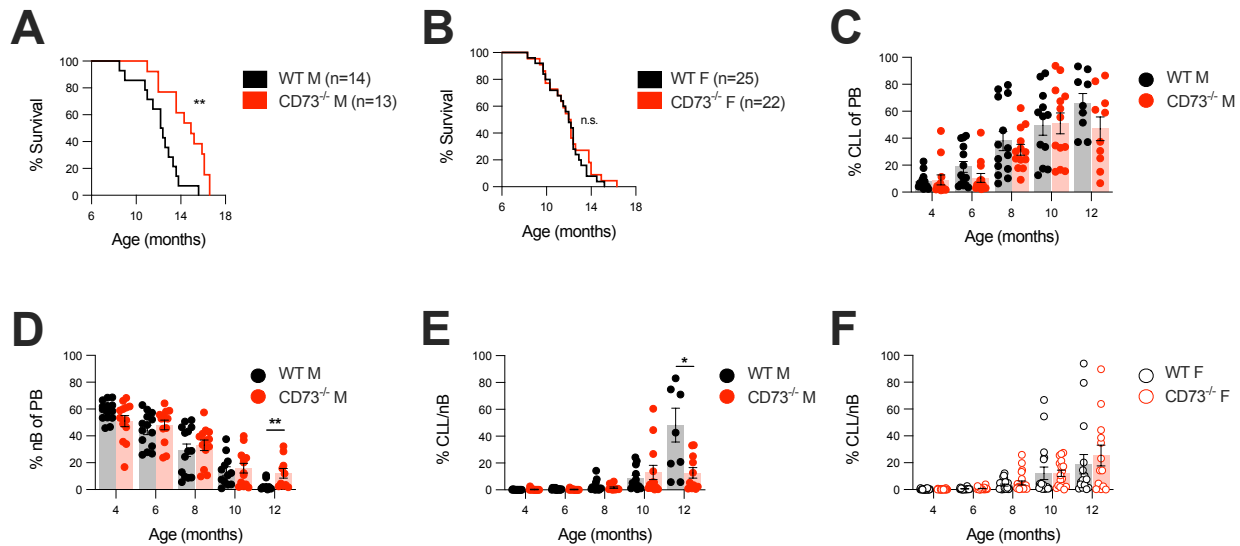 A
% Survival
100
80
60
40
20
0
6
10
14
18
Age (months)
**
WT M (n=14)
CD73-/- M (n=13)
B
% Survival
100
80
60
40
20
0
6
10
14
18
Age (months)
n.s.
WT F (n=25)
CD73-/- F (n=22)
C
% CLL of PB
100
80
60
40
20
0
4
6
8
10
12
Age (months)
WT M
CD73-/- M
D
% nB of PB
100
80
60
40
20
0
4
6
8
10
12
Age (months)
**
WT M
CD73-/- M
E
% CLL/nB
100
80
60
40
20
0
4
6
8
10
12
Age (months)
*
WT M
CD73-/- M
F
% CLL/nB
100
80
60
40
20
0
4
6
8
10
12
Age (months)
WT F
CD73-/- F